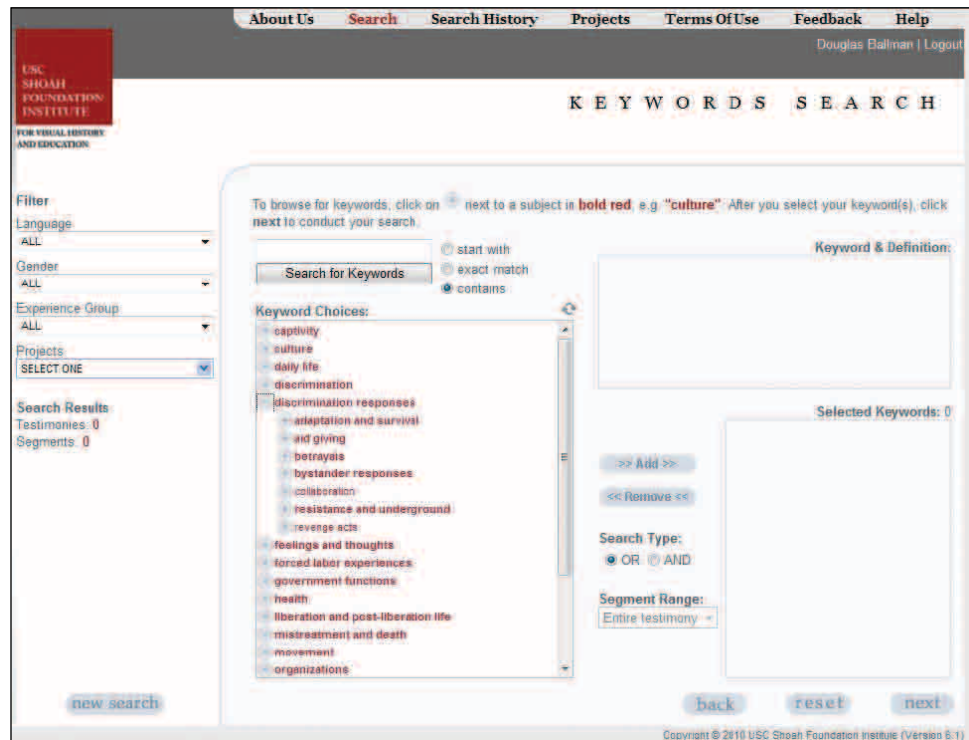 About Us Search Search History Projects Terms Of Use Feedback Help
Douglas Ballman | Logout
USC
SHOAH
FOUNDATION
INSTITUTE
FOR VISUAL HISTORY
AND EDUCATION
KEYWORDS SEARCH
Filter
Language
ALL
Gender
ALL
Experience Group
ALL
Projects
SELECT ONE
Search Results
Testimonies 0
Segments 0
new search
To browse for keywords, click on + next to a subject in bold red, e.g. "culture". After you select your keyword(s), click
next to conduct your search.
start with
Search for Keywords
exact match
contains
Keyword Choices:
captivity
culture
daily life
discrimination
discrimination responses
adaptation and survival
aid giving
betrayals
bystander responses
collaboration
resistance and underground
revenge acts
feelings and thoughts
forced labor experiences
government functions
health
liberation and post-liberation life
mistreatment and death
movement
organizations
Keyword & Definition:
Selected Keywords: 0
>> Add >>
<< Remove <<
Search Type:
OR AND
Segment Range:
Entire testimony
back reset next
Copyright © 2010 USC Shoah Foundation Institute (Version 6.1)